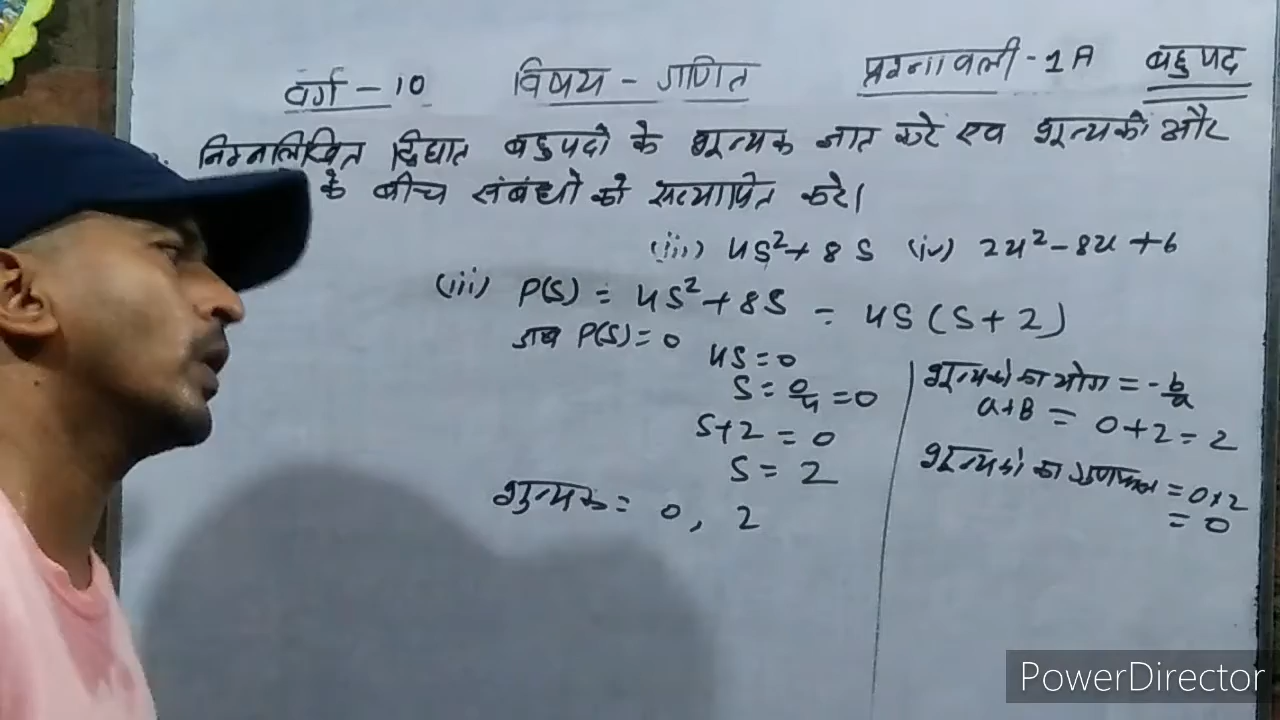 वर्ग - 10 विषय - गणित प्रश्नावली - 1A बहुपद
निम्नलिखित द्विघात बहुपदो के शून्यक ज्ञात करे एव शून्यको और
के बीच संबंधो को सत्यापित करे।
(iii) 4S²+8S (iv) 2u²-8u+6
(iii) P(S) = 4S²+8S = 4S(S+2)
जब P(S)=0
4S=0
S=0/4=0
S+2=0
S=2
शून्यक = 0, 2
शून्यको का योग = -b/a
α+β = 0+2=2
शून्यको का गुणफल = 0×2
= 0
PowerDirector